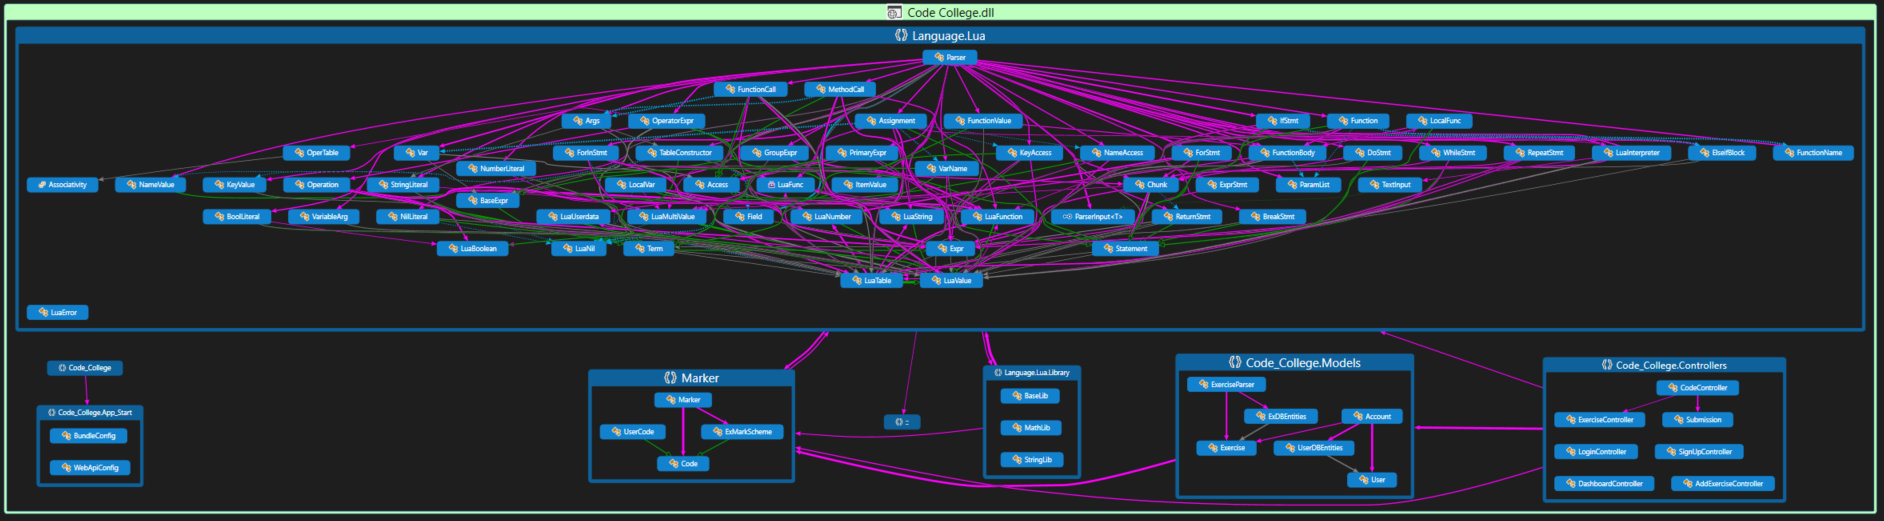 Code College.dll
Language.Lua
Parser
FunctionCall
MethodCall
Args
OperatorExpr
Assignment
FunctionValue
IfStmt
Function
LocalFunc
OperTable
Var
ForInStmt
TableConstructor
GroupExpr
PrimaryExpr
KeyAccess
NameAccess
ForStmt
FunctionBody
DoStmt
WhileStmt
RepeatStmt
LuaInterpreter
ElseifBlock
FunctionName
NumberLiteral
VarName
Associativity
NameValue
KeyValue
Operation
StringLiteral
LocalVar
Access
LuaFunc
ItemValue
Chunk
ExprStmt
ParamList
TextInput
BaseExpr
BoolLiteral
VariableArg
NilLiteral
LuaUserdata
LuaMultiValue
Field
LuaNumber
LuaString
LuaFunction
ParserInput<T>
ReturnStmt
BreakStmt
LuaBoolean
LuaNil
Term
Expr
Statement
LuaTable
LuaValue
LuaError
Code_College
Code_College.App_Start
BundleConfig
WebApiConfig
Marker
Marker
UserCode
ExMarkScheme
Code
Language.Lua.Library
BaseLib
MathLib
StringLib
Code_College.Models
ExerciseParser
ExDBEntities
Account
Exercise
UserDBEntities
User
Code_College.Controllers
CodeController
ExerciseController
Submission
LoginController
SignUpController
DashboardController
AddExerciseController